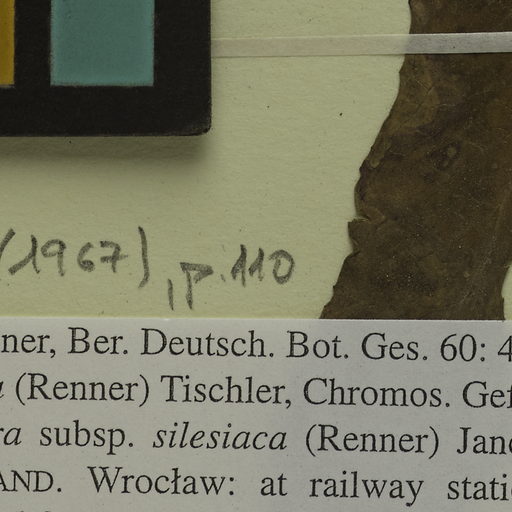 (1967), p. 110
ner, Ber. Deutsch. Bot. Ges. 60: 4
a (Renner) Tischler, Chromos. Gef
ra subsp. silesiaca (Renner) Jan
AND. Wrocław: at railway stati